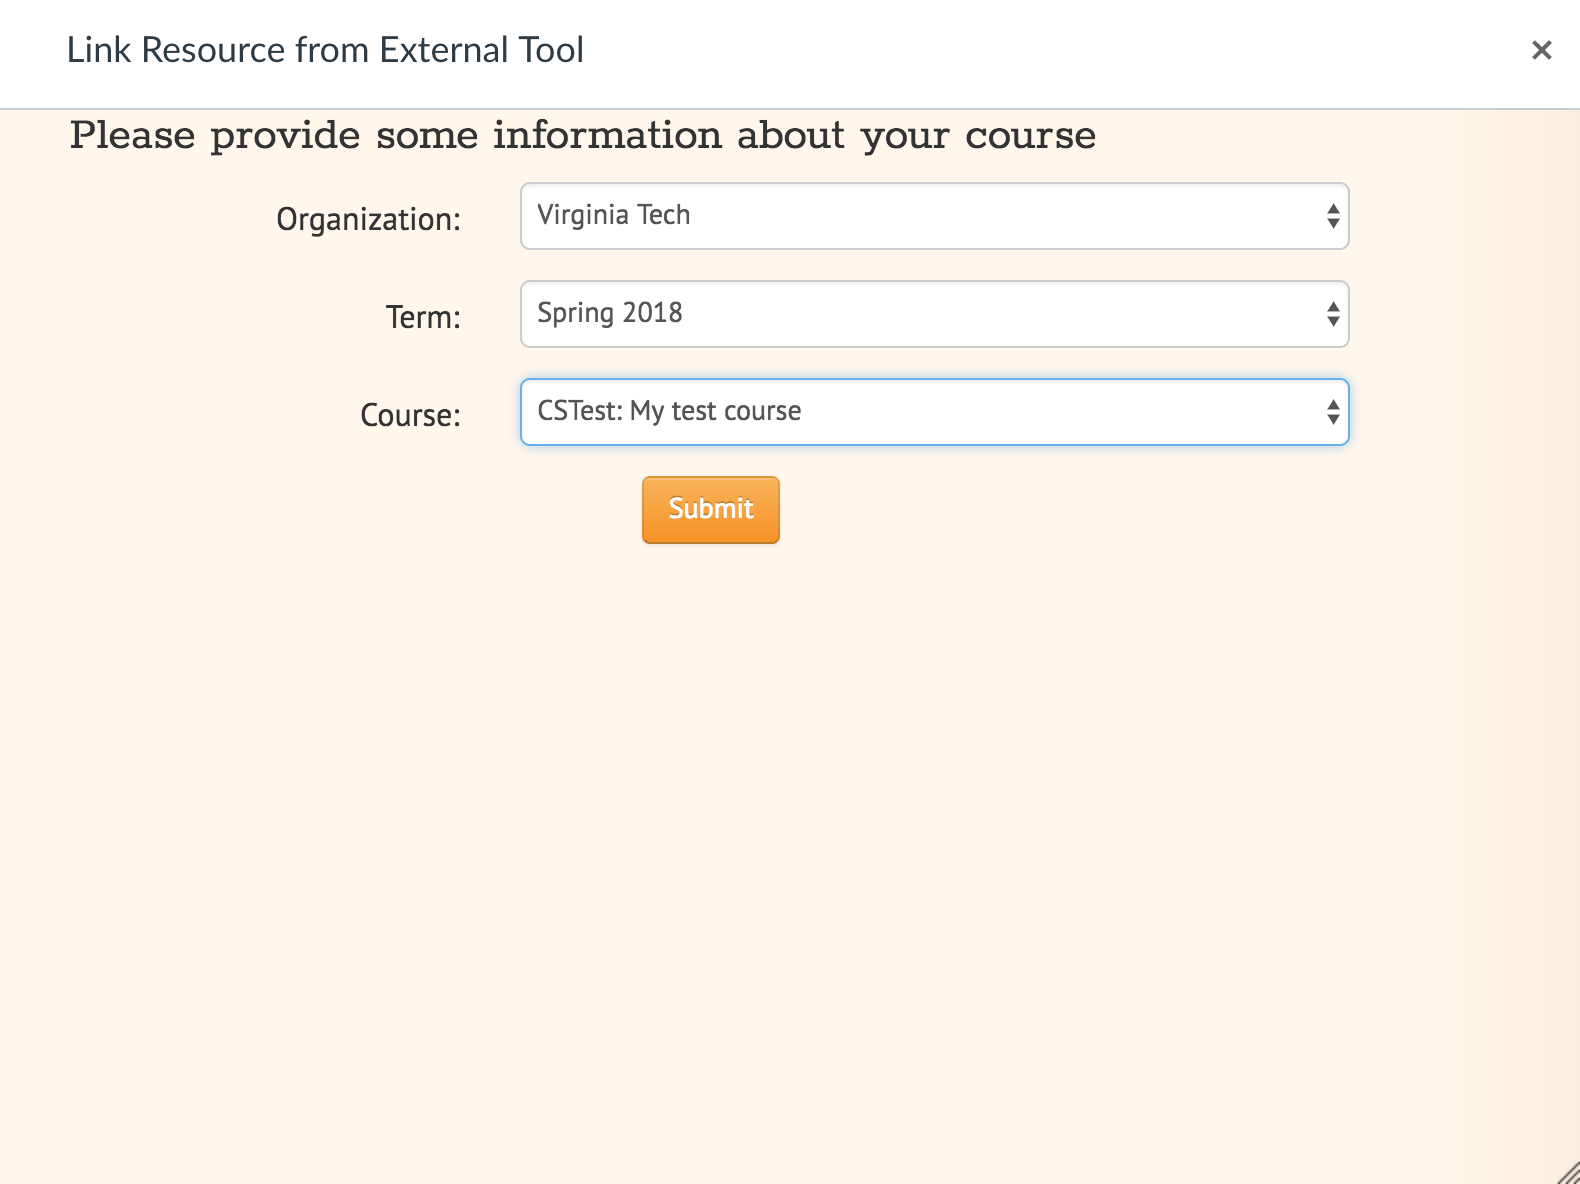 Link Resource from External Tool
Please provide some information about your course
Organization: Virginia Tech
Term: Spring 2018
Course: CSTest: My test course
Submit